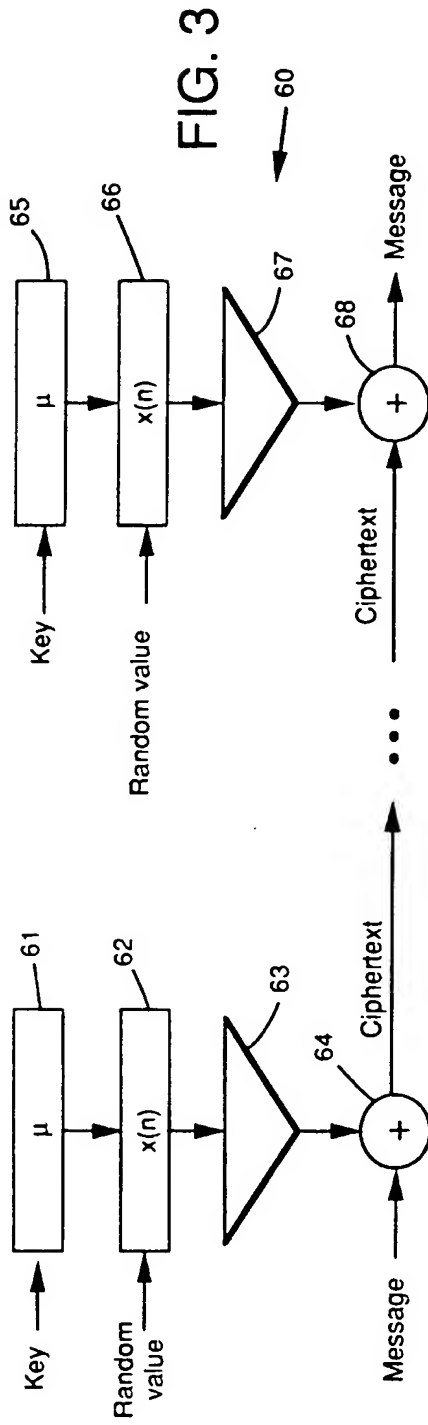 FIG. 3
60
Key
μ
61
Random
value
x(n)
62
63
Message
+
64
Ciphertext
• • •
Key
μ
65
Random value
x(n)
66
67
Ciphertext
+
68
Message